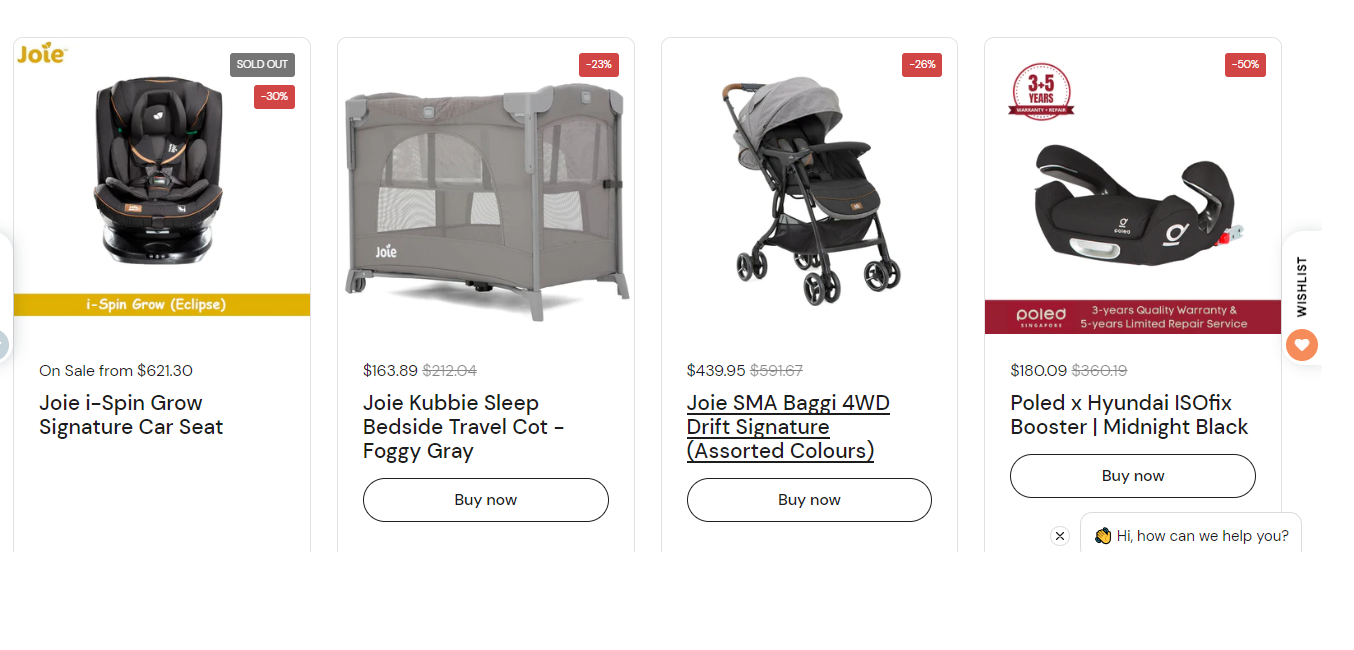 Joie
SOLD OUT
-30%
i-Spin Grow (Eclipse)
On Sale from $621.30
Joie i-Spin Grow
Signature Car Seat
-23%
Joie
$163.89 $212.04
Joie Kubbie Sleep
Bedside Travel Cot -
Foggy Gray
Buy now
-26%
$439.95 $591.67
Joie SMA Baggi 4WD
Drift Signature
(Assorted Colours)
Buy now
-50%
3+5
YEARS
WARRANTY + REPAIR
poled
poled
SINGAPORE
3-years Quality Warranty &
5-years Limited Repair Service
$180.09 $360.19
Poled x Hyundai ISOfix
Booster | Midnight Black
Buy now
WISHLIST
👋 Hi, how can we help you?